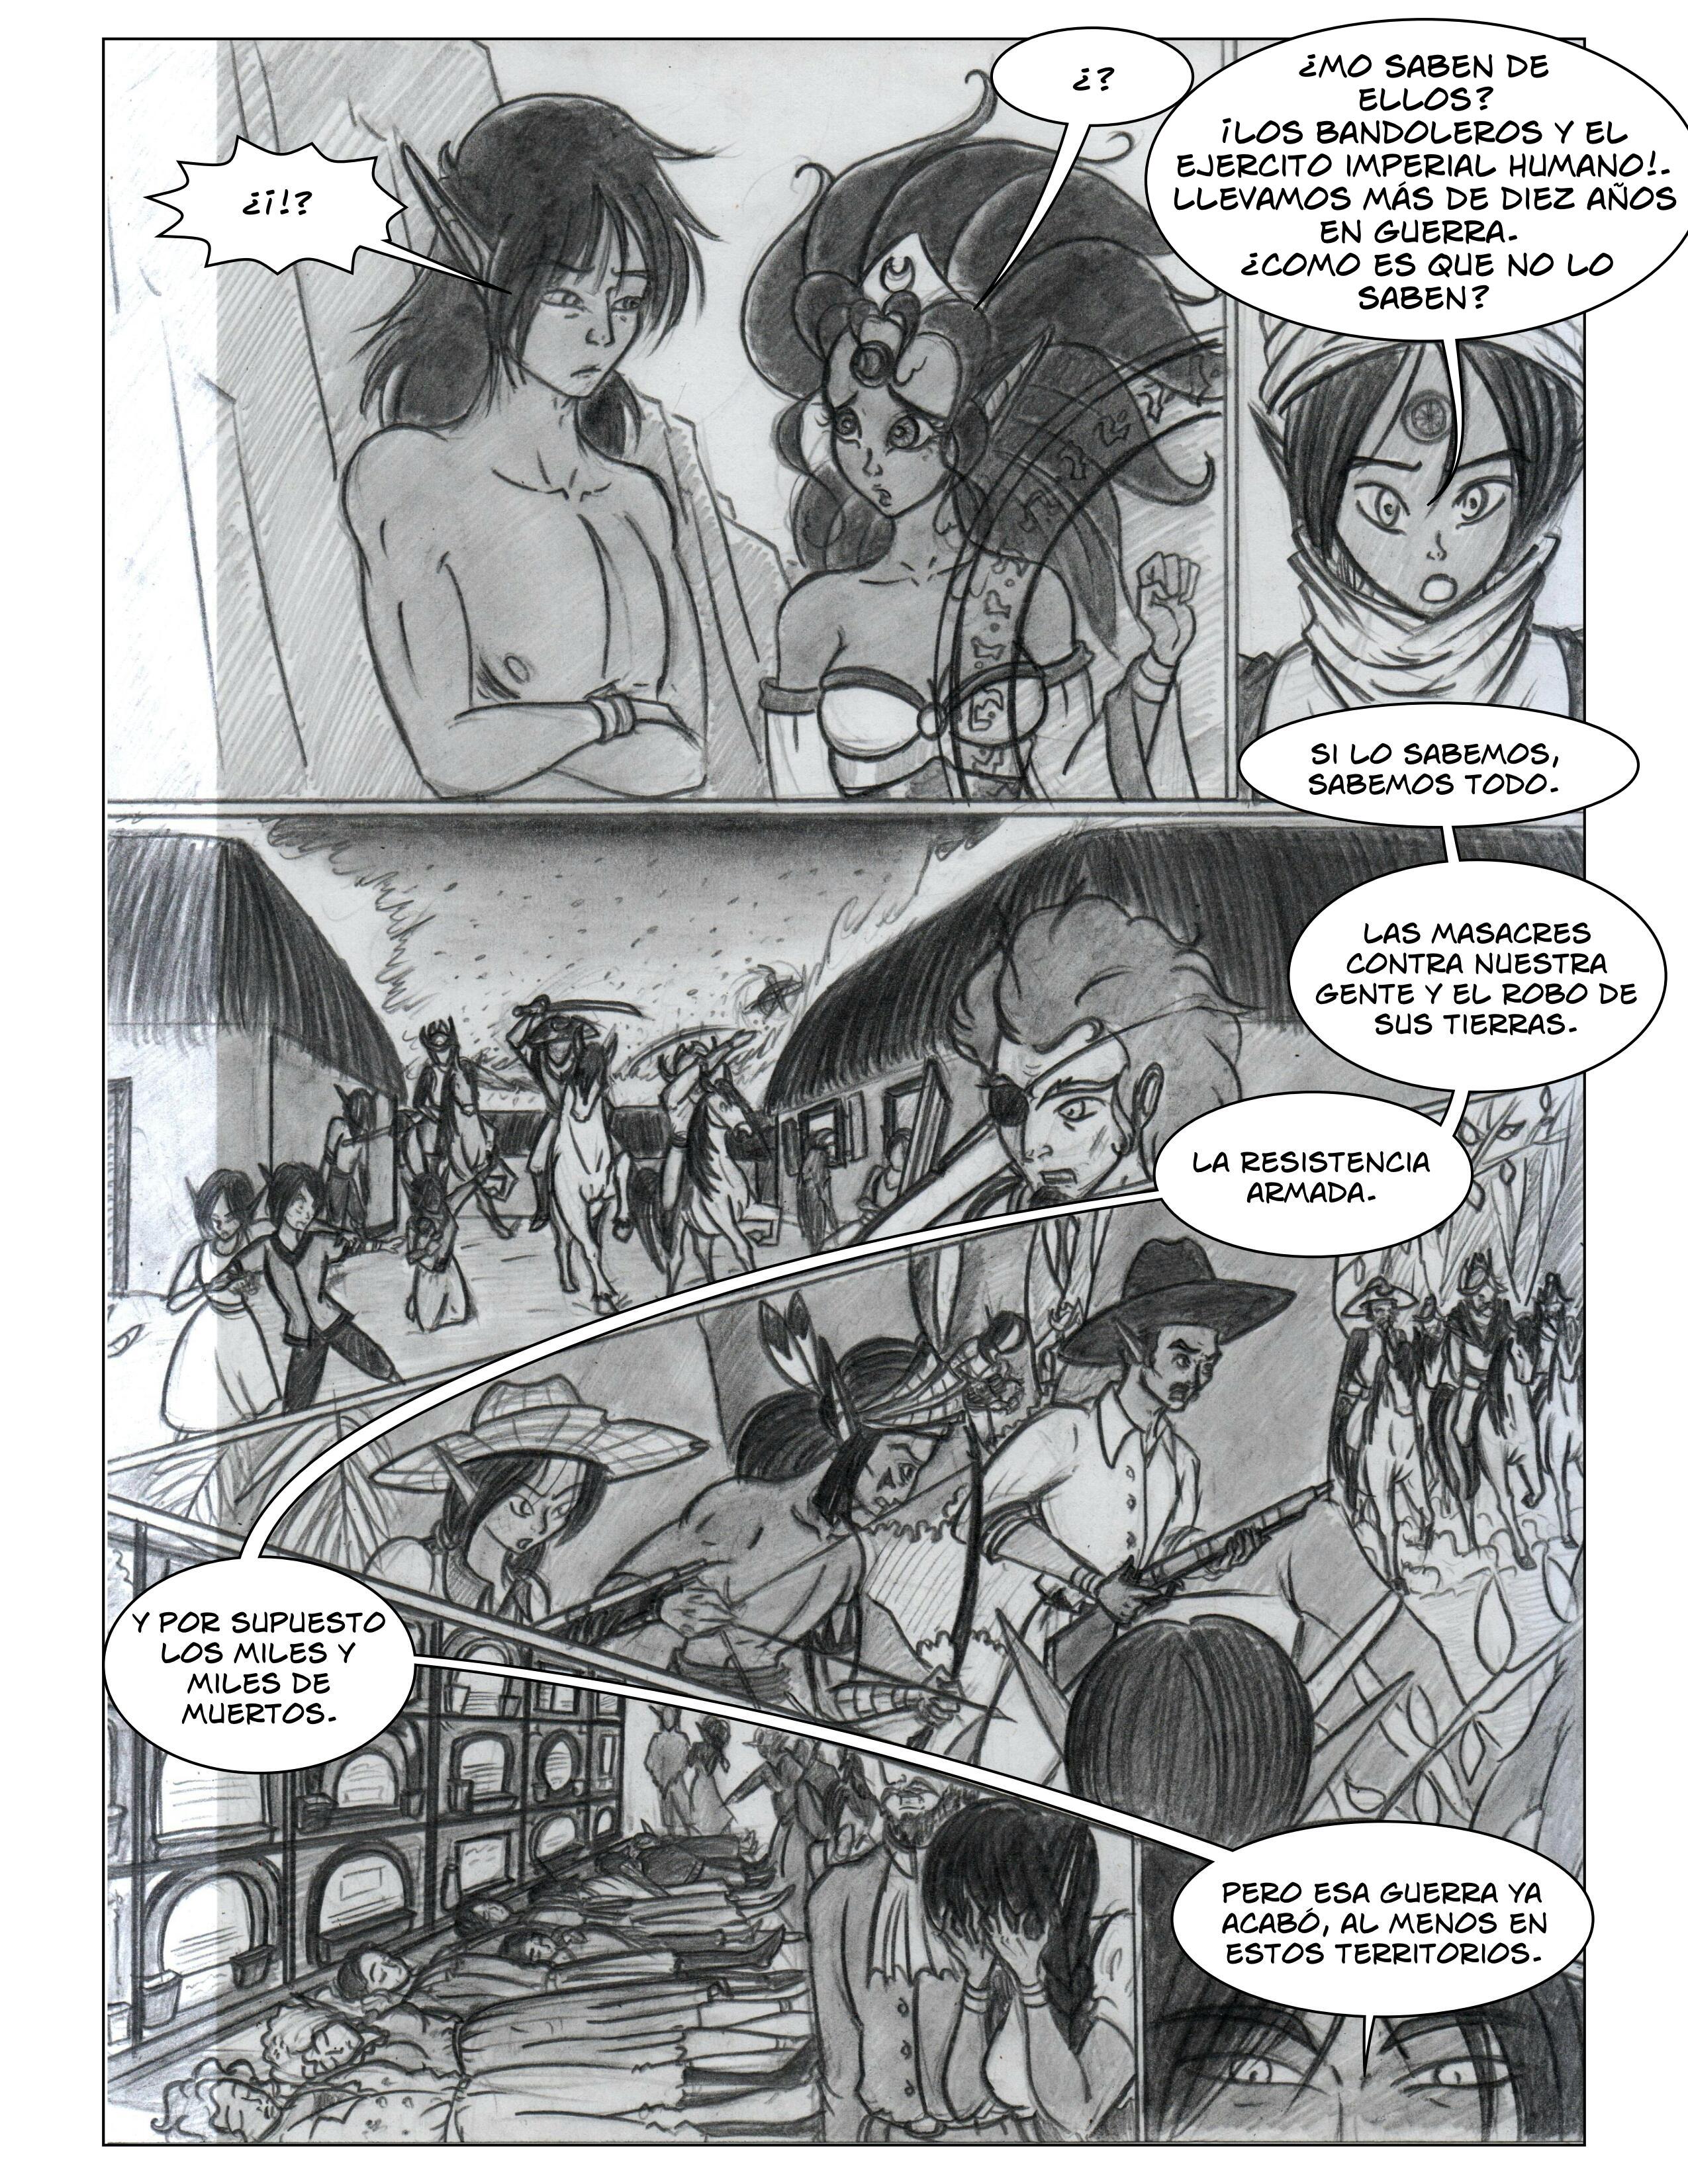 ¿¡!?
¿?
¿MO SABEN DE
ELLOS?
¡LOS BANDOLEROS Y EL
EJERCITO IMPERIAL HUMANO!.
LLEVAMOS MÁS DE DIEZ AÑOS
EN GUERRA.
¿COMO ES QUE NO LO
SABEN?
SI LO SABEMOS,
SABEMOS TODO.
LAS MASACRES
CONTRA NUESTRA
GENTE Y EL ROBO DE
SUS TIERRAS.
LA RESISTENCIA
ARMADA.
Y POR SUPUESTO
LOS MILES Y
MILES DE
MUERTOS.
PERO ESA GUERRA YA
ACABÓ, AL MENOS EN
ESTOS TERRITORIOS.